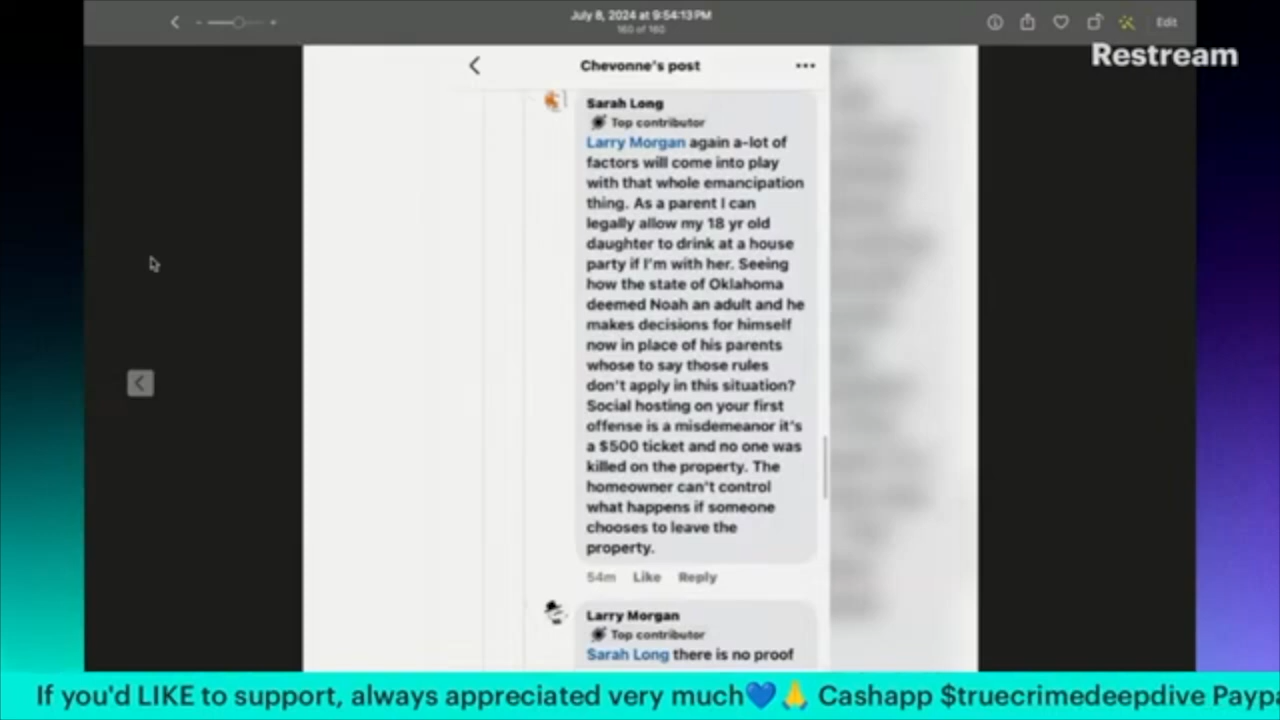 July 8, 2024 at 9:54:13 PM
160 of 160
Edit
Restream
Chevonne's post
Sarah Long
Top contributor
Larry Morgan again a-lot of
factors will come into play
with that whole emancipation
thing. As a parent I can
legally allow my 18 yr old
daughter to drink at a house
party if I'm with her. Seeing
how the state of Oklahoma
deemed Noah an adult and he
makes decisions for himself
now in place of his parents
whose to say those rules
don't apply in this situation?
Social hosting on your first
offense is a misdemeanor it's
a $500 ticket and no one was
killed on the property. The
homeowner can't control
what happens if someone
chooses to leave the
property.
54m Like Reply
Larry Morgan
Top contributor
Sarah Long there is no proof
If you'd LIKE to support, always appreciated very much💙🙏 Cashapp $truecrimedeepdive Paypa